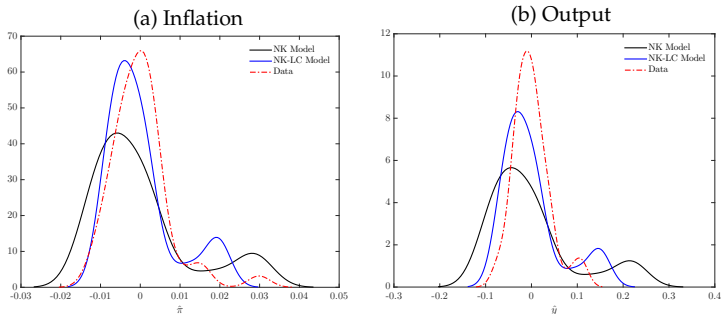 (a) Inflation
NK Model
NK-LC Model
Data
70
60
50
40
30
20
10
0
-0.03 -0.02 -0.01 0 0.01 0.02 0.03 0.04 0.05
π̂
(b) Output
NK Model
NK-LC Model
Data
12
10
8
6
4
2
0
-0.3 -0.2 -0.1 0 0.1 0.2 0.3 0.4
ŷ